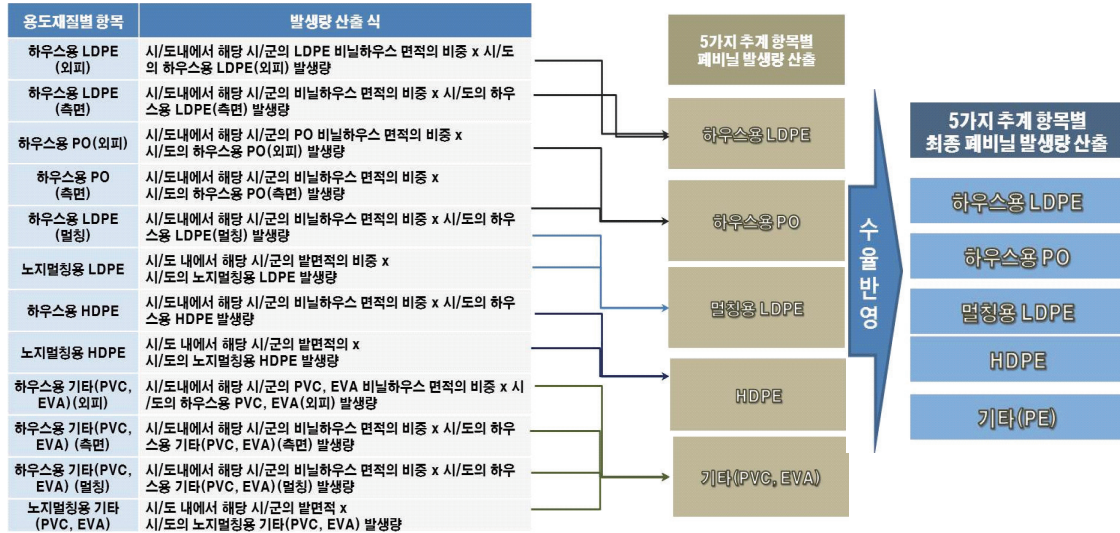 용도재질별 항목
발생량 산출 식
하우스용 LDPE
(외피)
시/도내에서 해당 시/군의 LDPE 비닐하우스 면적의 비중 x 시/도
의 하우스용 LDPE(외피) 발생량
하우스용 LDPE
(측면)
시/도내에서 해당 시/군의 비닐하우스 면적의 비중 x 시/도의 하우
스용 LDPE(측면) 발생량
하우스용 PO(외피)
시/도내에서 해당 시/군의 PO 비닐하우스 면적의 비중 x
시/도의 하우스용 PO(외피) 발생량
하우스용 PO
(측면)
시/도내에서 해당 시/군의 비닐하우스 면적의 비중 x
시/도의 하우스용 PO(측면) 발생량
하우스용 LDPE
(멀칭)
시/도내에서 해당 시/군의 비닐하우스 면적의 비중 x 시/도의 하우
스용 LDPE(멀칭) 발생량
노지멀칭용 LDPE
시/도 내에서 해당 시/군의 밭면적의 비중 x
시/도의 노지멀칭용 LDPE 발생량
하우스용 HDPE
시/도내에서 해당 시/군의 비닐하우스 면적의 비중 x 시/도의 하우
스용 HDPE 발생량
노지멀칭용 HDPE
시/도 내에서 해당 시/군의 밭면적의 x
시/도의 노지멀칭용 HDPE 발생량
하우스용 기타(PVC,
EVA)(외피)
시/도내에서 해당 시/군의 PVC, EVA 비닐하우스 면적의 비중 x 시
/도의 하우스용 PVC, EVA(외피) 발생량
하우스용 기타(PVC,
EVA) (측면)
시/도내에서 해당 시/군의 비닐하우스 면적의 비중 x 시/도의 하우
스용 기타(PVC, EVA)(측면) 발생량
하우스용 기타(PVC,
EVA) (멀칭)
시/도내에서 해당 시/군의 비닐하우스 면적의 비중 x 시/도의 하우
스용 기타(PVC, EVA)(멀칭) 발생량
노지멀칭용 기타
(PVC, EVA)
시/도 내에서 해당 시/군의 밭면적 x
시/도의 노지멀칭용 기타(PVC, EVA) 발생량
5가지 추계 항목별
폐비닐 발생량 산출
하우스용 LDPE
하우스용 PO
멀칭용 LDPE
HDPE
기타(PVC, EVA)
수
율
반
영
5가지 추계 항목별
최종 폐비닐 발생량 산출
하우스용 LDPE
하우스용 PO
멀칭용 LDPE
HDPE
기타(PE)